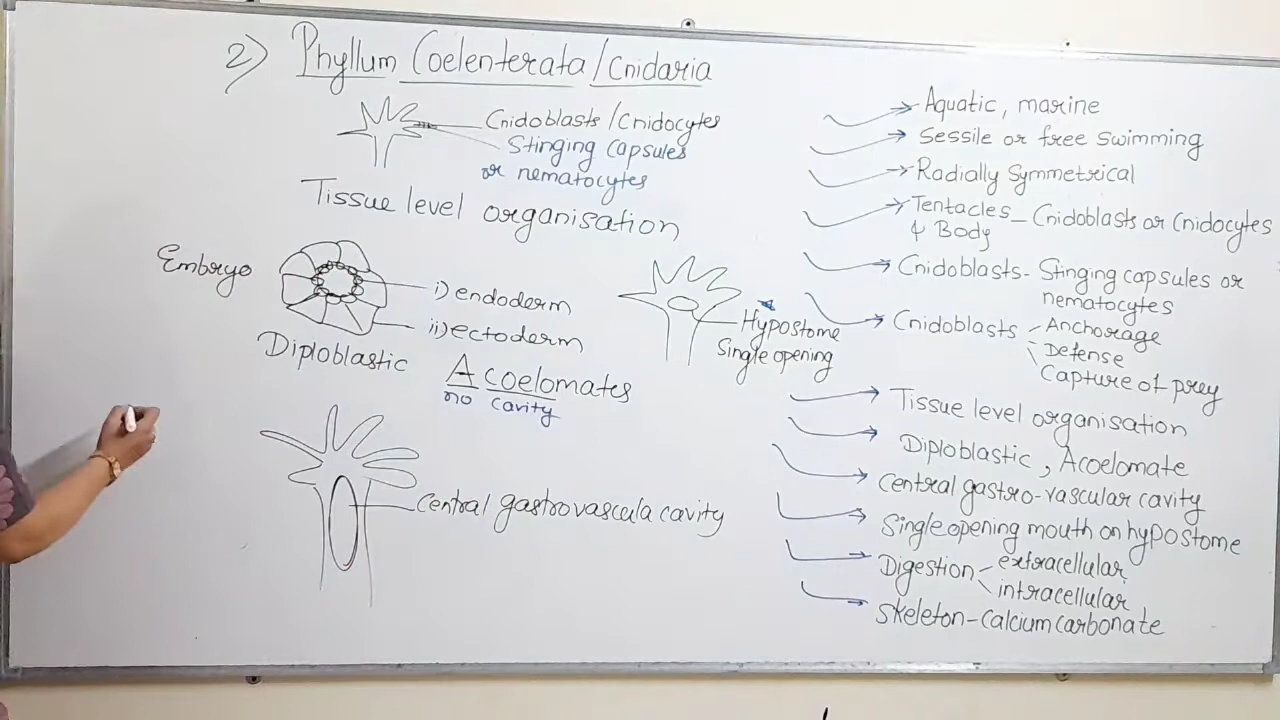 2) Phyllum Coelenterata/Cnidaria
Cnidoblasts/Cnidocytes
Stinging capsules
or nematocytes
Tissue level organisation
Embryo
i) endoderm
ii) ectoderm
Diploblastic
Hypostome
Single opening
Acoelomates
no cavity
Central gastrovascula cavity
Aquatic, marine
Sessile or free swimming
Radially Symmetrical
Tentacles - Cnidoblasts or Cnidocytes
& Body
Cnidoblasts - Stinging capsules or
nematocytes
Cnidoblasts - Anchorage
Defense
Capture of prey
Tissue level organisation
Diploblastic, Acoelomate
Central gastro-vascular cavity
Single opening mouth on hypostome
Digestion - extracellular
intracellular
Skeleton - Calcium carbonate